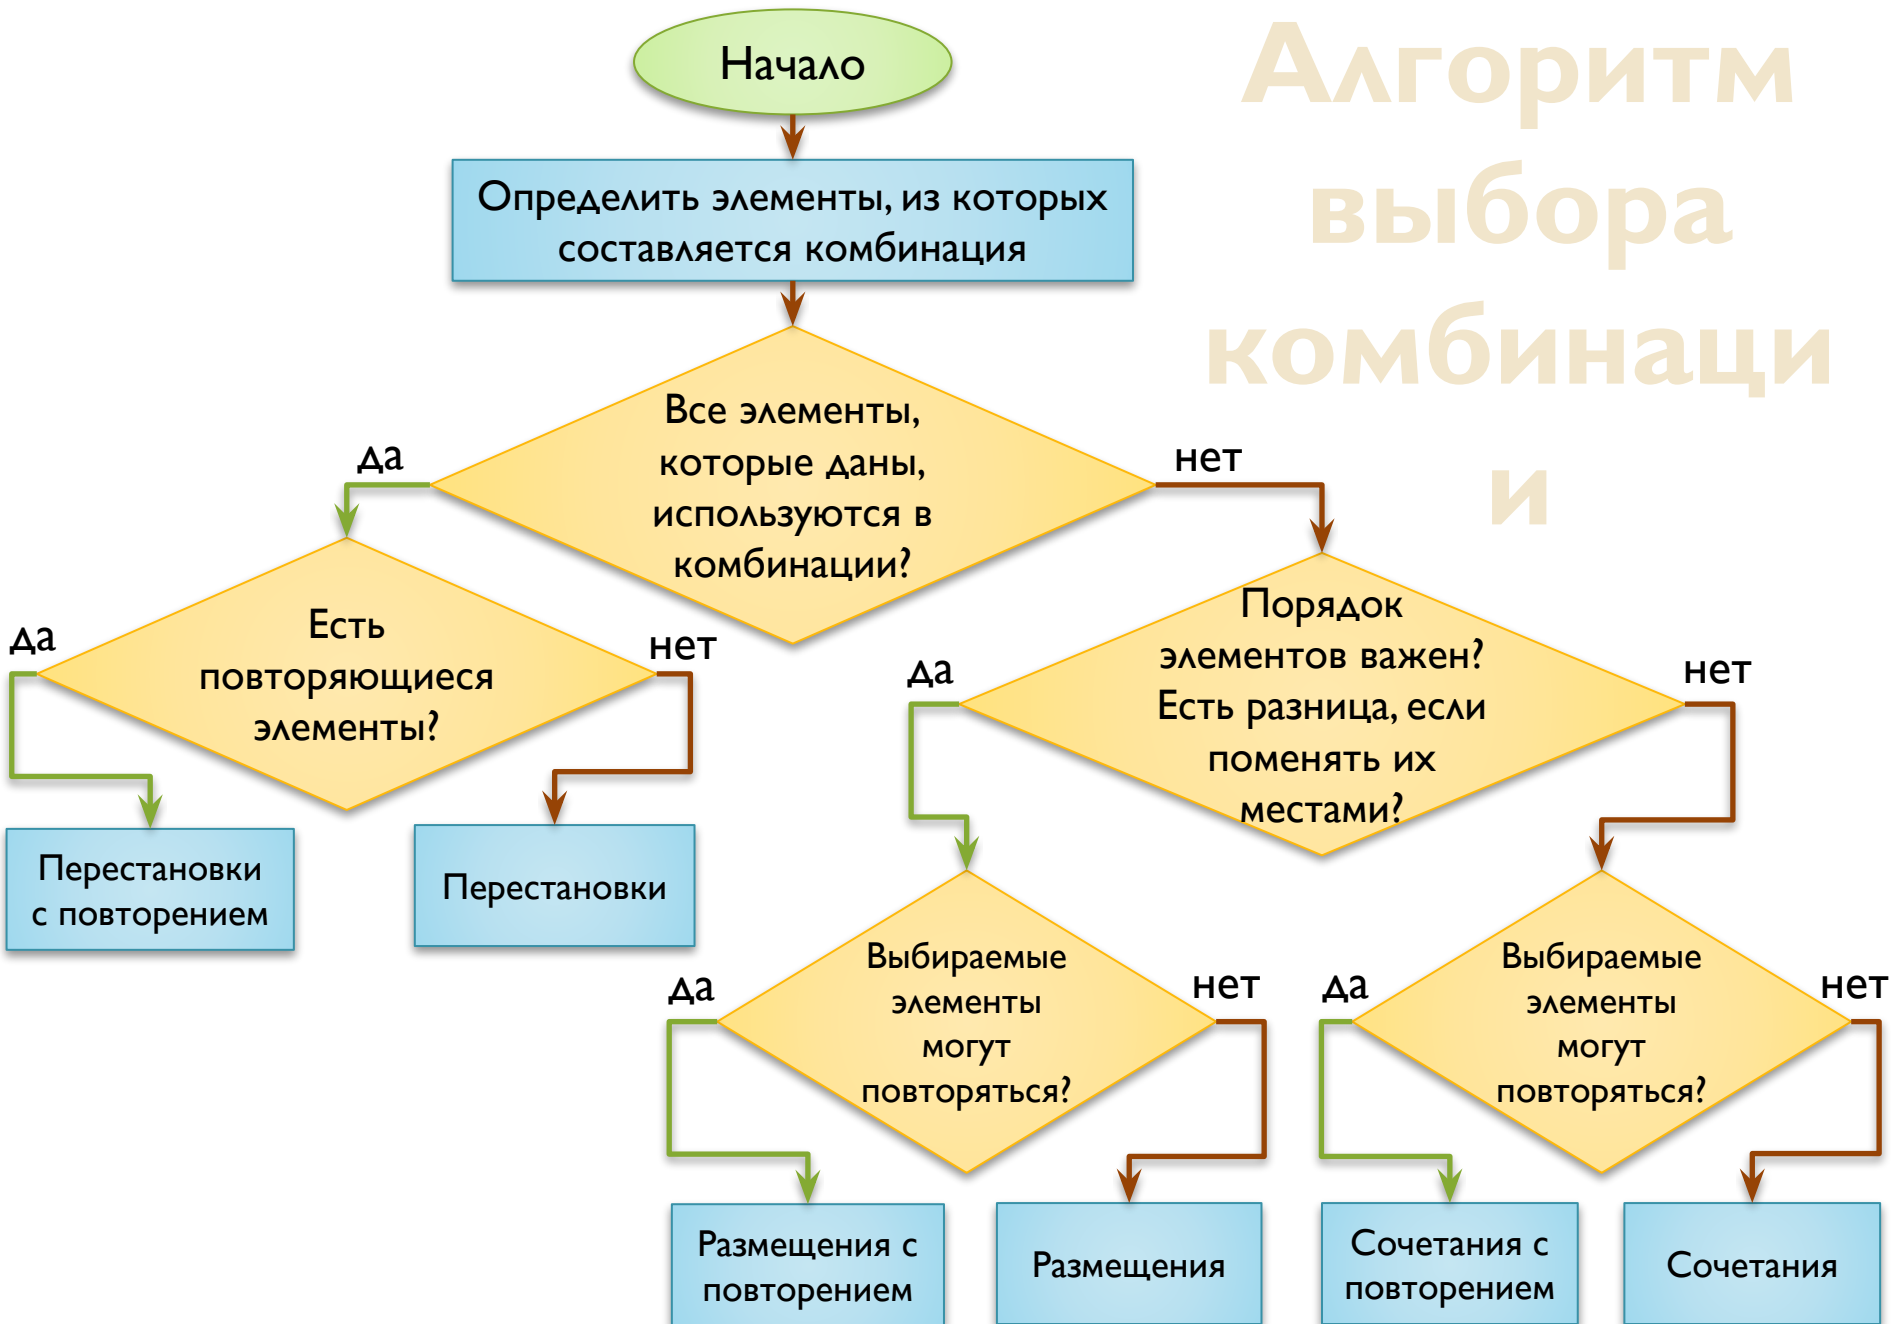 Алгоритм
выбора
комбинаци
и
Начало
Определить элементы, из которых
составляется комбинация
Все элементы,
которые даны,
используются в
комбинации?
да
нет
Есть
повторяющиеся
элементы?
да
нет
Порядок
элементов важен?
Есть разница, если
поменять их
местами?
да
нет
Перестановки
с повторением
Перестановки
Выбираемые
элементы
могут
повторяться?
да
нет
Выбираемые
элементы
могут
повторяться?
да
нет
Размещения с
повторением
Размещения
Сочетания с
повторением
Сочетания